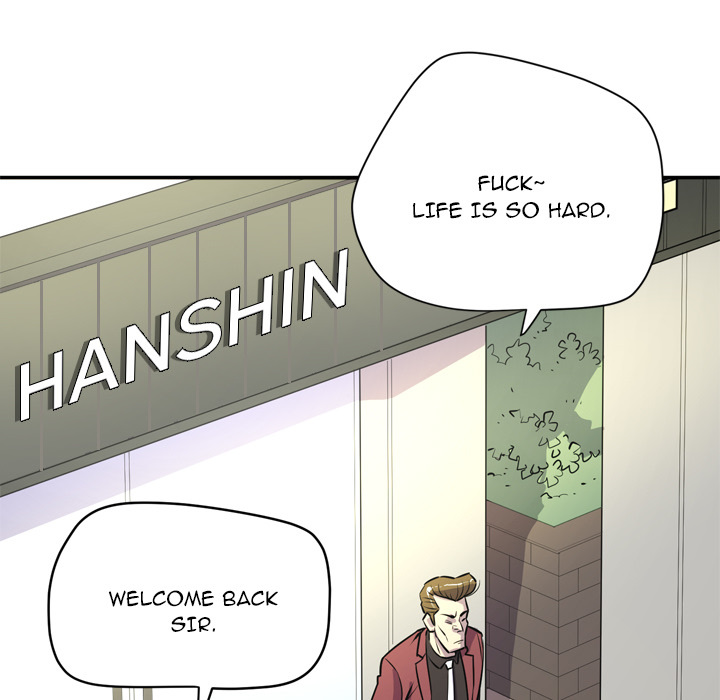 FUCK~
LIFE IS SO HARD.
HANSHIN
WELCOME BACK
SIR.